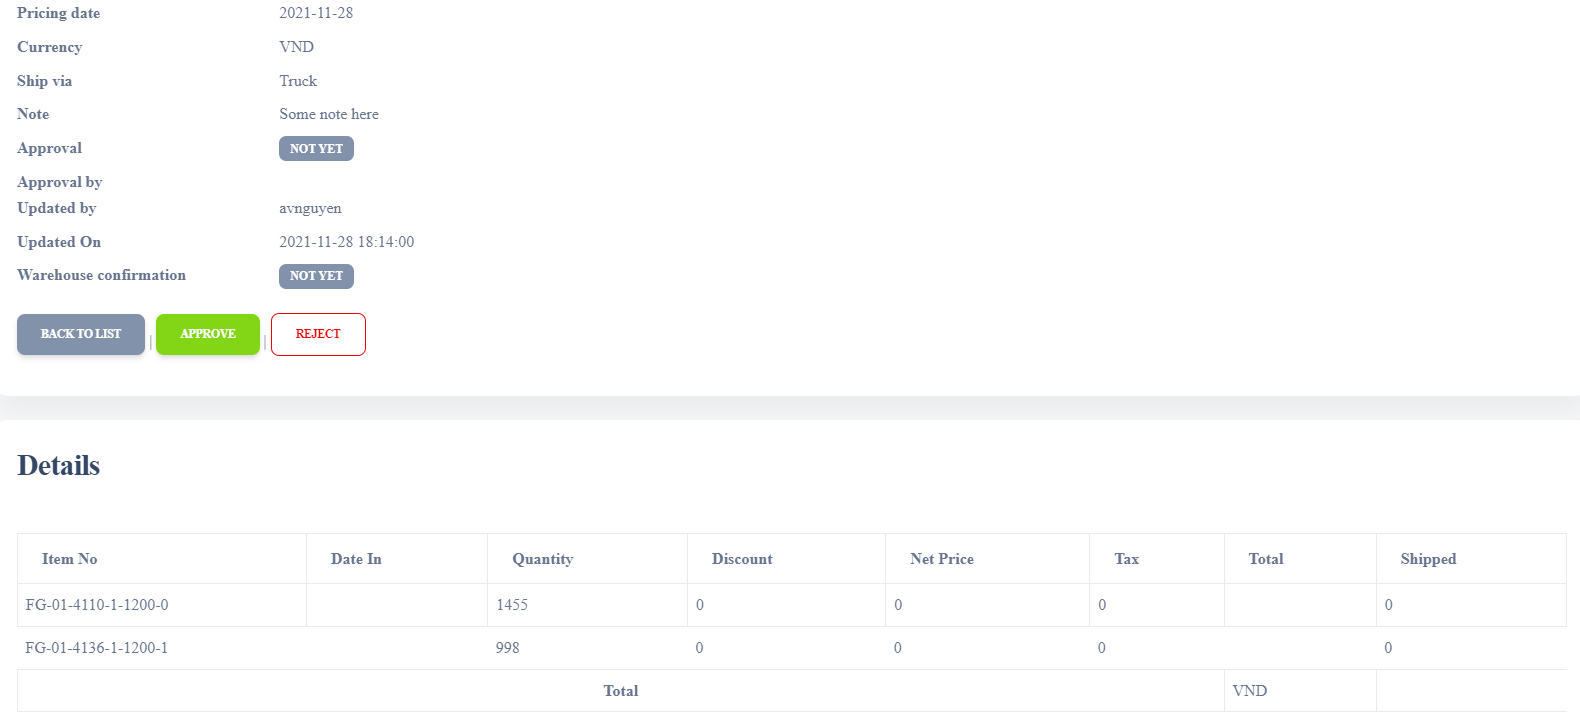 Pricing date 2021-11-28
Currency VND
Ship via Truck
Note Some note here
Approval NOT YET
Approval by
Updated by avnguyen
Updated On 2021-11-28 18:14:00
Warehouse confirmation NOT YET
BACK TO LIST | APPROVE | REJECT
Details
Item No Date In Quantity Discount Net Price Tax Total Shipped
FG-01-4110-1-1200-0 1455 0 0 0 0
FG-01-4136-1-1200-1 998 0 0 0 0
Total VND